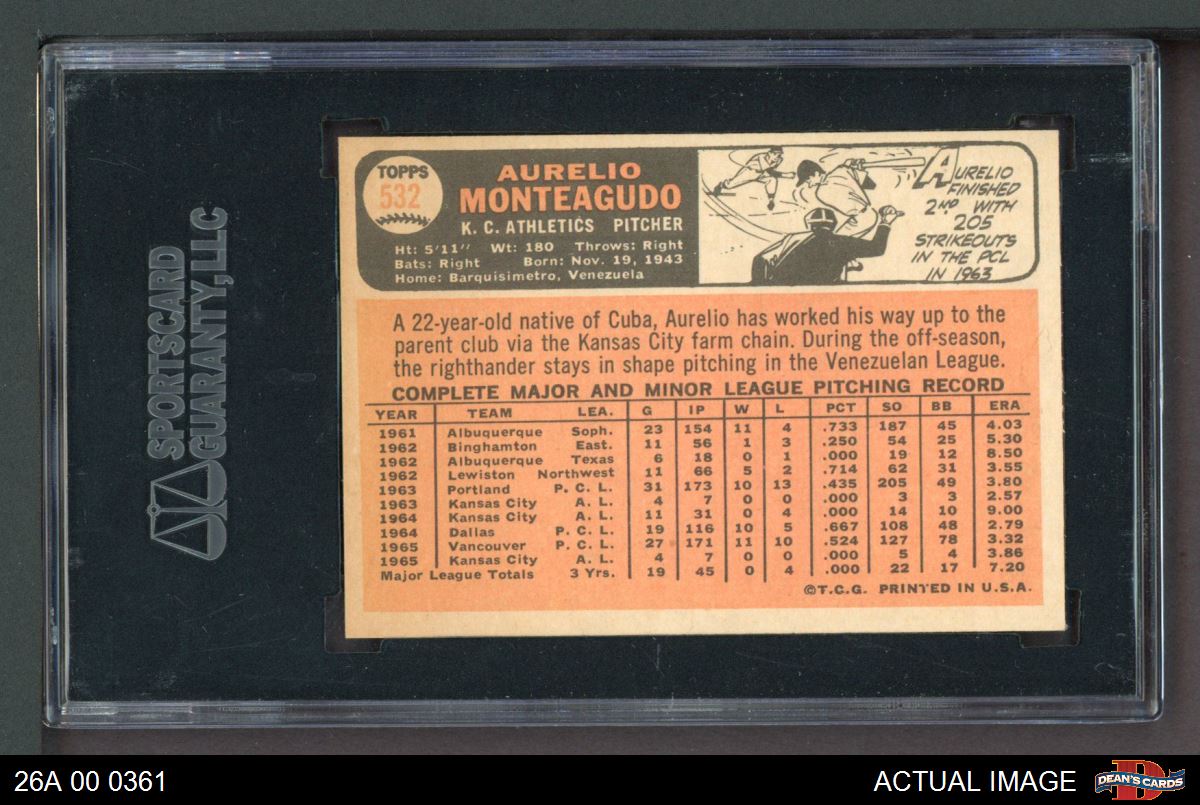 SPORTSCARD
GUARANTY,LLC
TOPPS
532
AURELIO
MONTEAGUDO
K. C. ATHLETICS PITCHER
Ht: 5'11" Wt: 180 Throws: Right
Bats: Right Born: Nov. 19, 1943
Home: Barquisimetro, Venezuela
AURELIO
FINISHED
2ND WITH
205
STRIKEOUTS
IN THE PCL
IN 1963
A 22-year-old native of Cuba, Aurelio has worked his way up to the
parent club via the Kansas City farm chain. During the off-season,
the righthander stays in shape pitching in the Venezuelan League.
COMPLETE MAJOR AND MINOR LEAGUE PITCHING RECORD
YEAR TEAM LEA. G IP W L PCT SO BB ERA
1961 Albuquerque Soph. 23 154 11 4 .733 187 45 4.03
1962 Binghamton East. 11 56 1 3 .250 54 25 5.30
1962 Albuquerque Texas 6 18 0 1 .000 19 12 8.50
1962 Lewiston Northwest 11 66 5 2 .714 62 31 3.55
1963 Portland P. C. L. 31 173 10 13 .435 205 49 3.80
1963 Kansas City A. L. 4 7 0 0 .000 3 3 2.57
1964 Kansas City A. L. 11 31 0 4 .000 14 10 9.00
1964 Dallas P. C. L. 19 116 10 5 .667 108 48 2.79
1965 Vancouver P. C. L. 27 171 11 10 .524 127 78 3.32
1965 Kansas City A. L. 4 7 0 0 .000 5 4 3.86
Major League Totals 3 Yrs. 19 45 0 4 .000 22 17 7.20
©T.C.G. PRINTED IN U.S.A.
26A 00 0361
ACTUAL IMAGE
DEAN'S CARDS